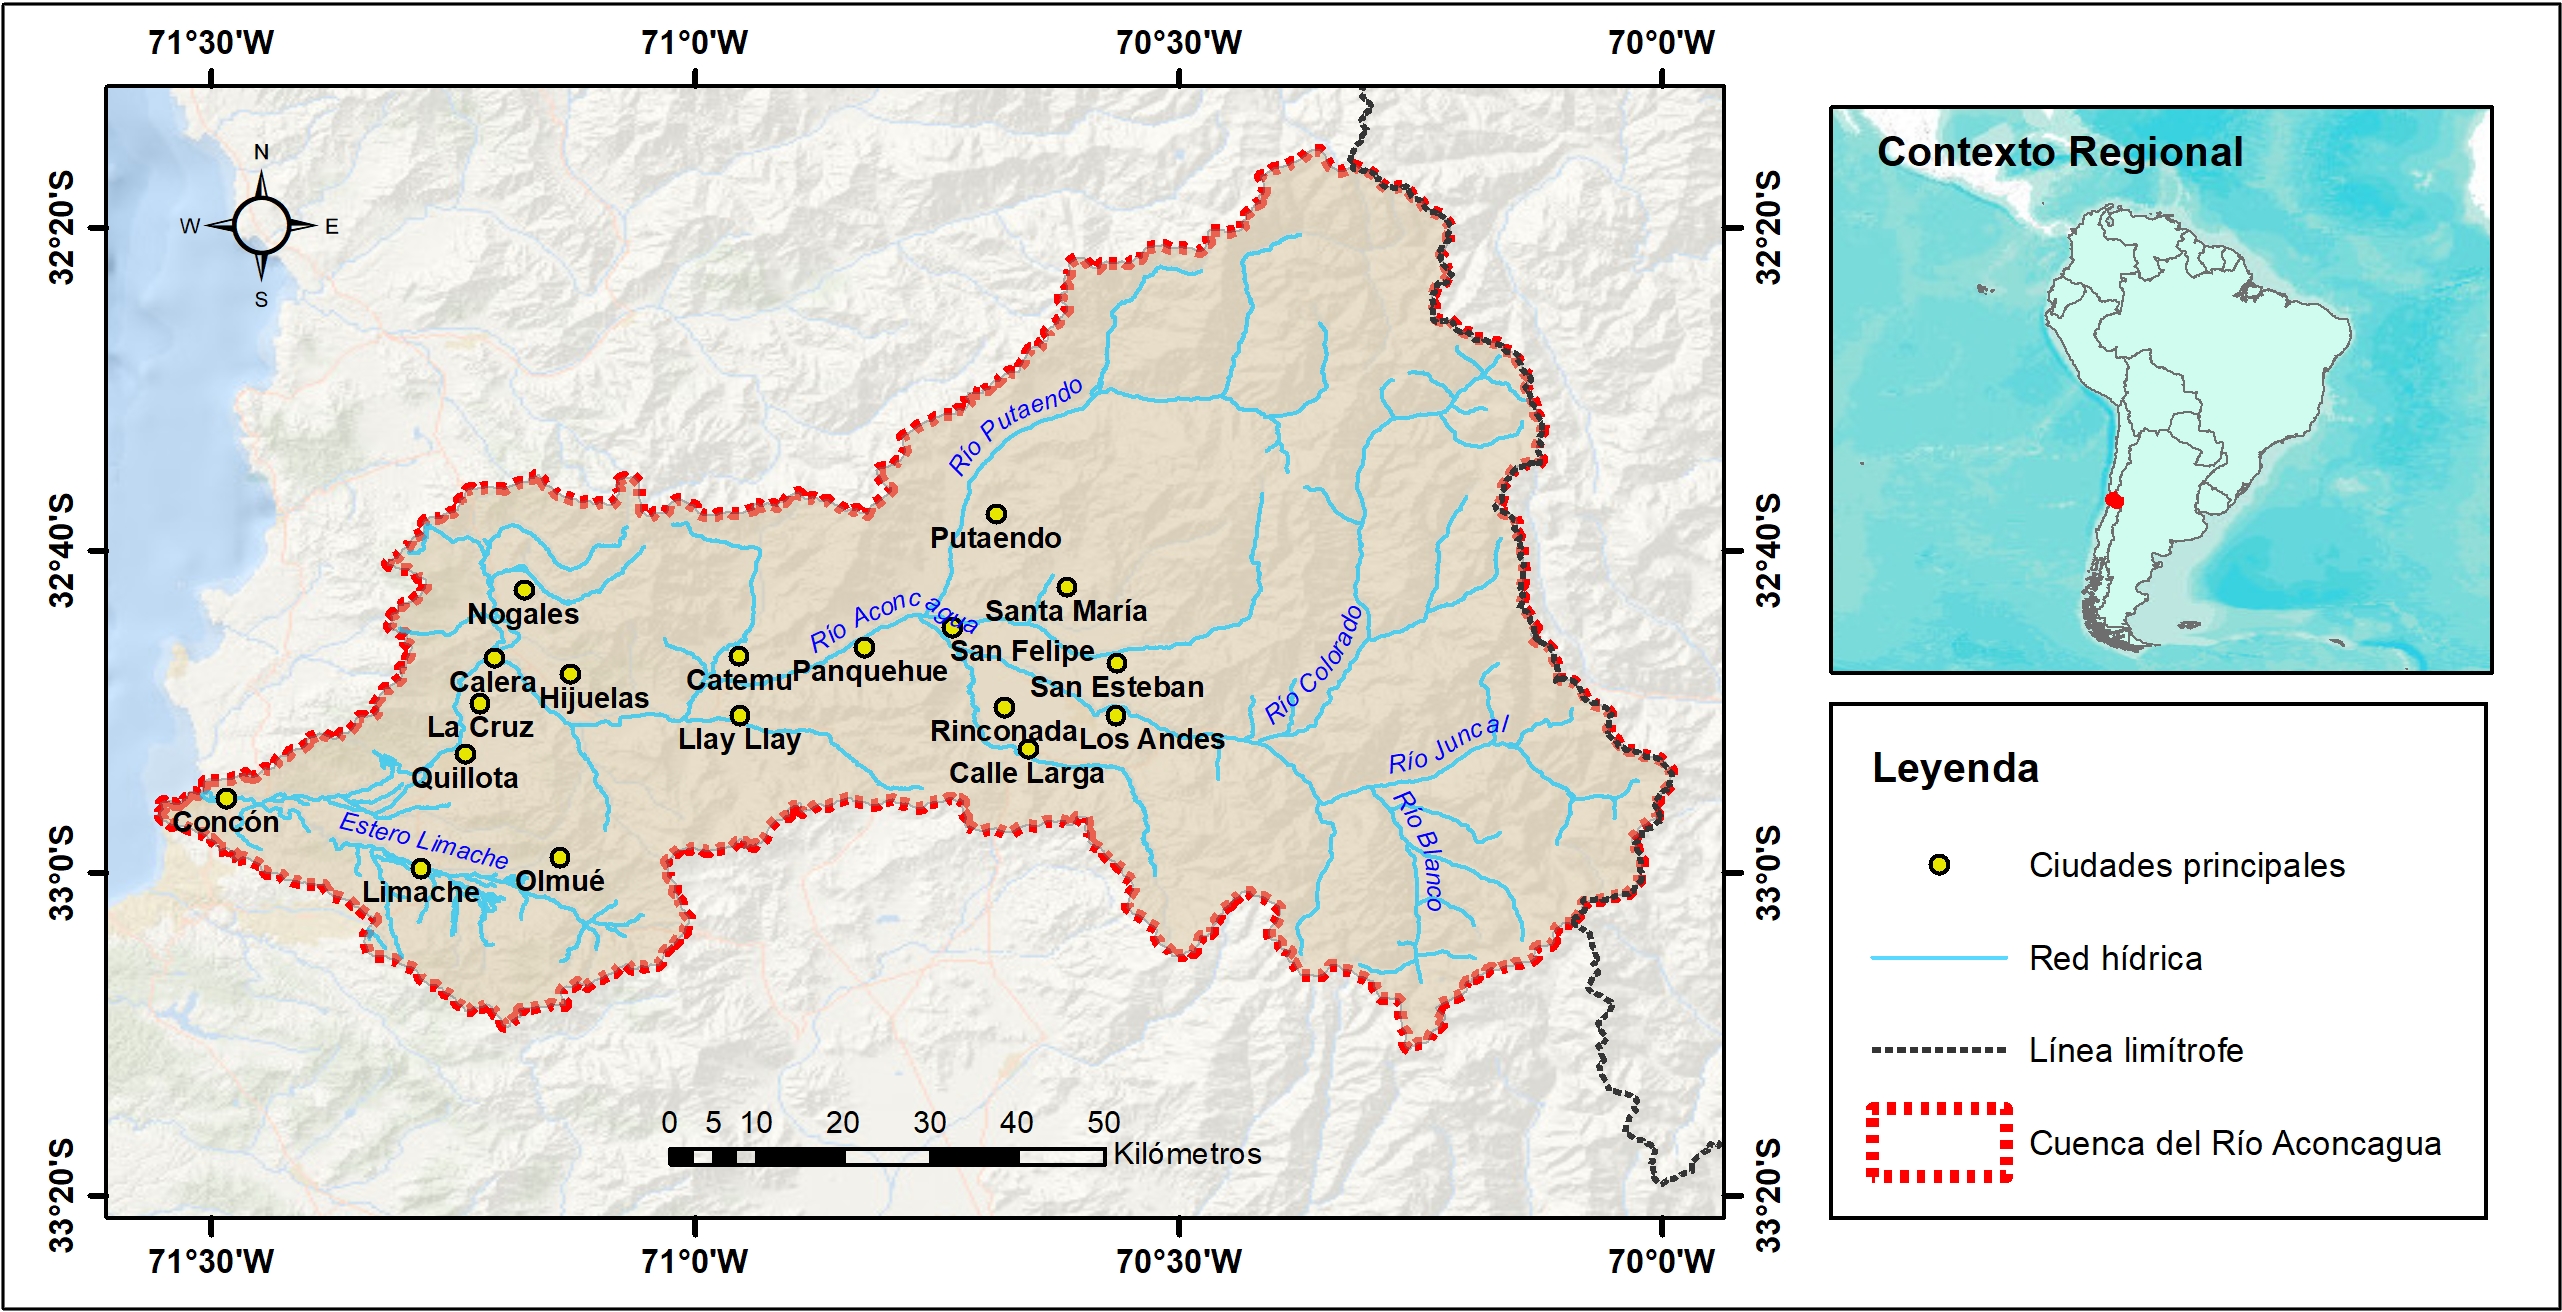 71°30'W
71°0'W
70°30'W
70°0'W
32°20'S
32°20'S
N
W
E
S
Contexto Regional
Río Putaendo
32°40'S
32°40'S
Putaendo
Nogales
Río Aconcagua
Santa María
San Felipe
Calera
Hijuelas
Catemu
Panquehue
San Esteban
Río Colorado
La Cruz
Llay Llay
Rinconada
Los Andes
Río Juncal
Quillota
Calle Larga
Concón
Estero Limache
Río Blanco
Limache
Olmué
33°0'S
33°0'S
Leyenda
Ciudades principales
Red hídrica
Línea limítrofe
Cuenca del Río Aconcagua
0 5 10 20 30 40 50
Kilómetros
33°20'S
33°20'S
71°30'W
71°0'W
70°30'W
70°0'W